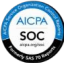 AICPA
SOC
aicpa.org/soc
Formerly SAS 70 Reports